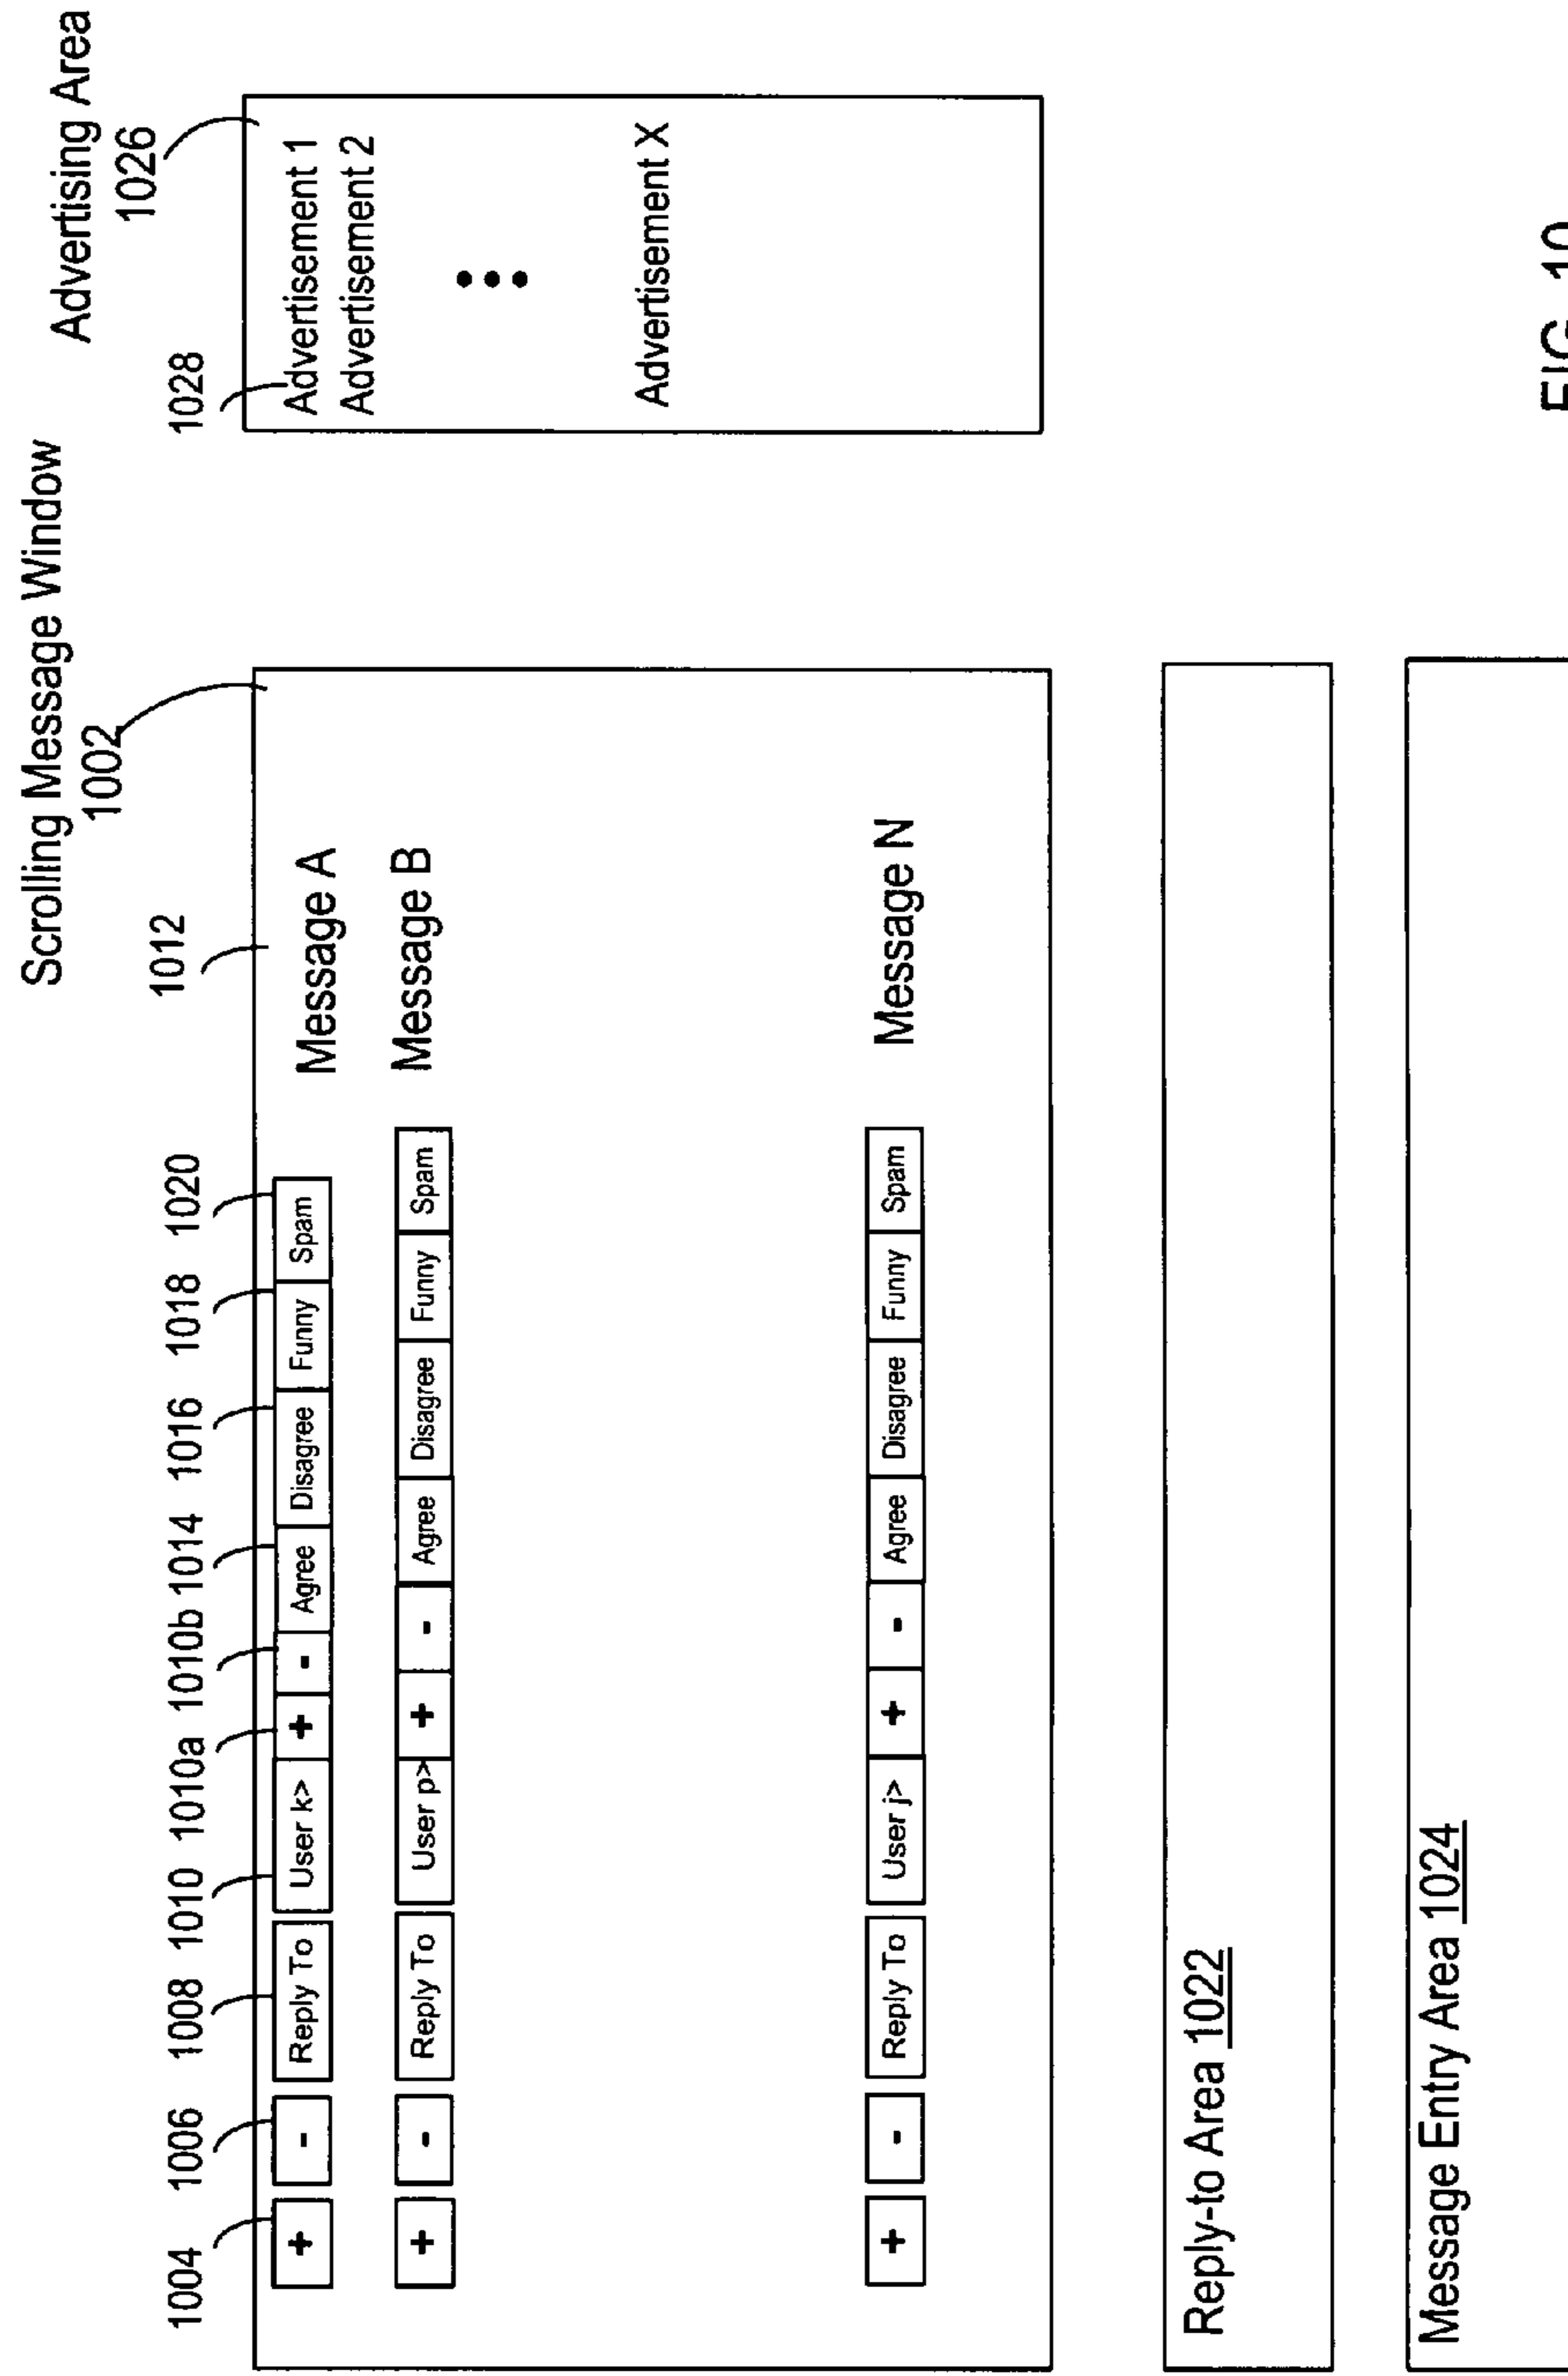 Scrolling Message Window
1002
Advertising Area
1026
1004 1006 1008 1010 1010a 1010b 1014 1016 1018 1020 1012 1028
+ - Reply To User k> + - Agree Disagree Funny Spam Message A
+ - Reply To User p> + - Agree Disagree Funny Spam Message B
+ - Reply To User j> + - Agree Disagree Funny Spam Message N
Advertisement 1
Advertisement 2
Advertisement X
Reply-to Area 1022
Message Entry Area 1024
FIG. 10